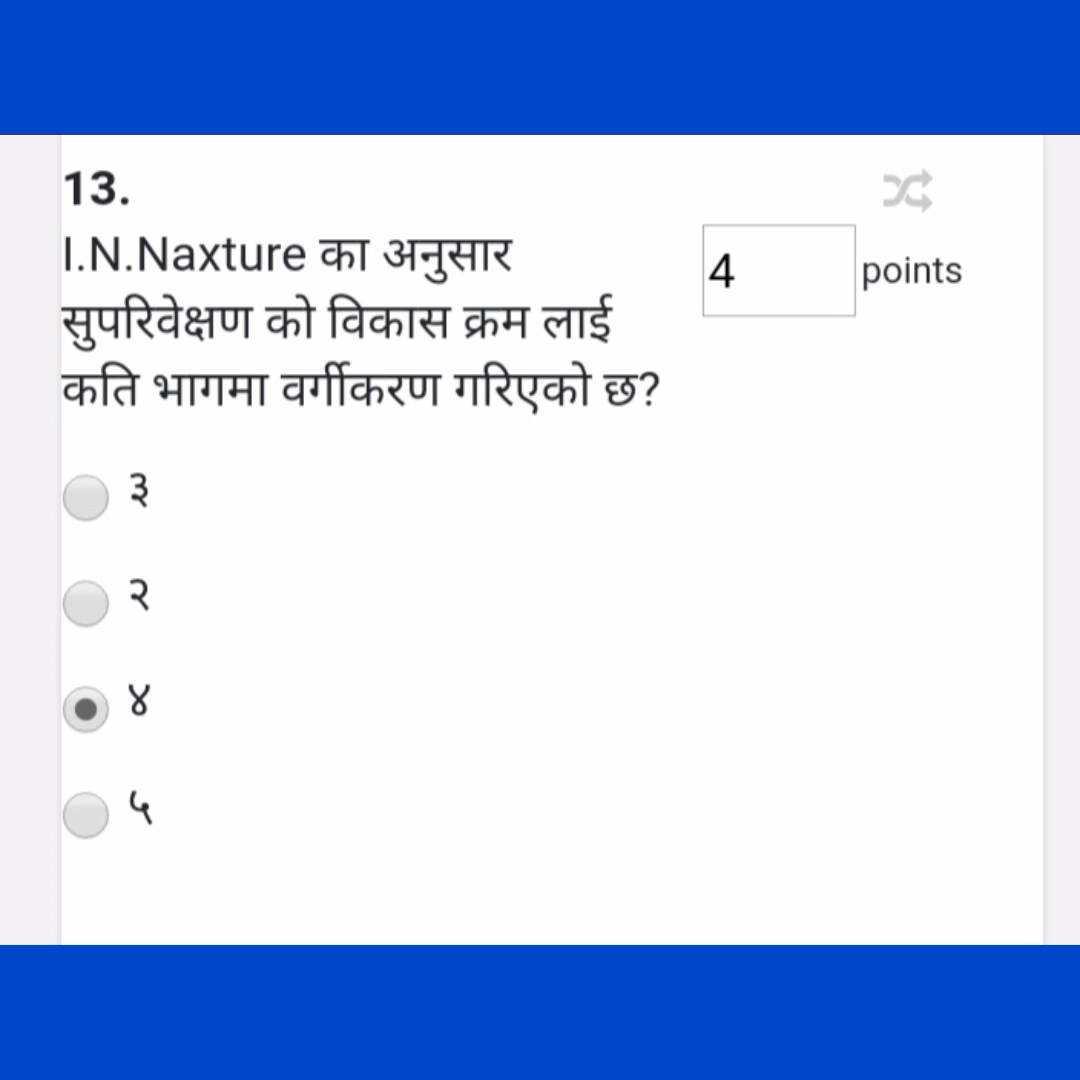 13.
I.N.Naxture का अनुसार
सुपरिवेक्षण को विकास क्रम लाई
कति भागमा वर्गीकरण गरिएको छ?
4 points
३
२
४
५